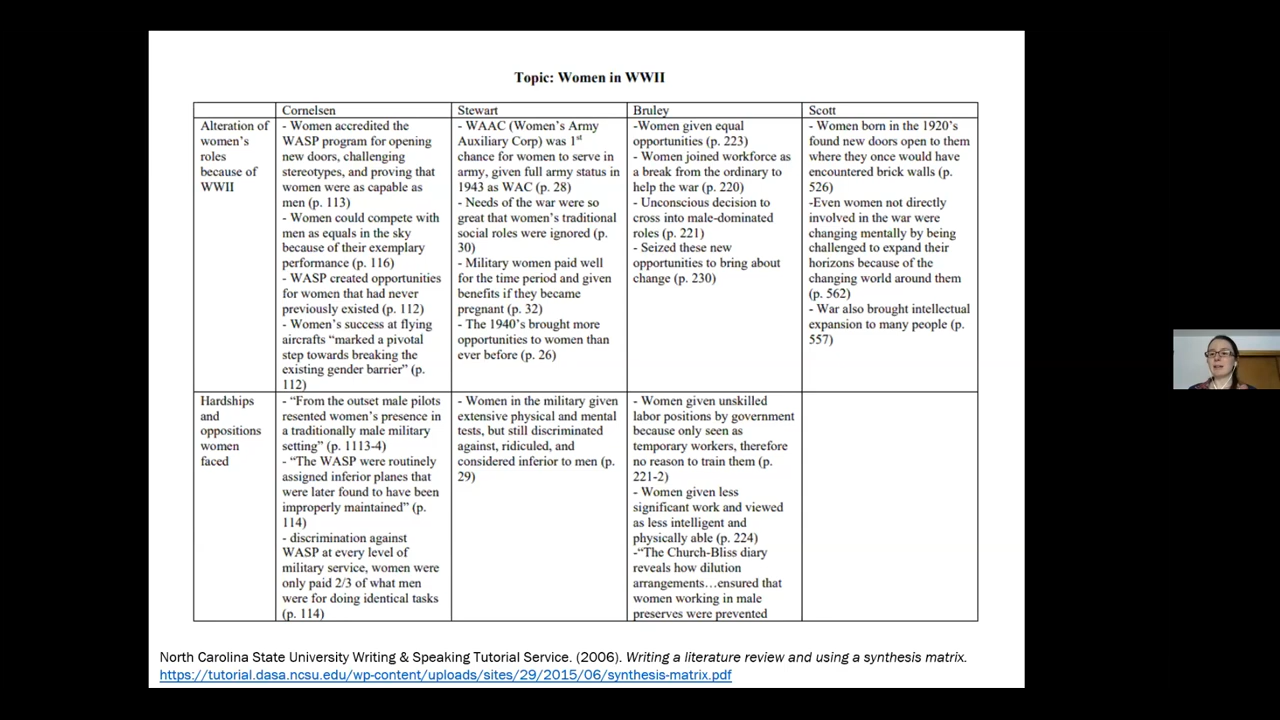 Topic: Women in WWII
Cornelsen
Stewart
Bruley
Scott
Alteration of
women's
roles
because of
WWII
- Women accredited the
WASP program for opening
new doors, challenging
stereotypes, and proving that
women were as capable as
men (p. 113)
- Women could compete with
men as equals in the sky
because of their exemplary
performance (p. 116)
- WASP created opportunities
for women that had never
previously existed (p. 112)
- Women's success at flying
aircrafts “marked a pivotal
step towards breaking the
existing gender barrier” (p.
112)
- WAAC (Women's Army
Auxiliary Corp) was 1st
chance for women to serve in
army, given full army status in
1943 as WAC (p. 28)
- Needs of the war were so
great that women's traditional
social roles were ignored (p.
30)
- Military women paid well
for the time period and given
benefits if they became
pregnant (p. 32)
- The 1940's brought more
opportunities to women than
ever before (p. 26)
-Women given equal
opportunities (p. 223)
- Women joined workforce as
a break from the ordinary to
help the war (p. 220)
- Unconscious decision to
cross into male-dominated
roles (p. 221)
- Seized these new
opportunities to bring about
change (p. 230)
- Women born in the 1920's
found new doors open to them
where they once would have
encountered brick walls (p.
526)
-Even women not directly
involved in the war were
changing mentally by being
challenged to expand their
horizons because of the
changing world around them
(p. 562)
- War also brought intellectual
expansion to many people (p.
557)
Hardships
and
oppositions
women
faced
- “From the outset male pilots
resented women's presence in
a traditionally male military
setting” (p. 1113-4)
- “The WASP were routinely
assigned inferior planes that
were later found to have been
improperly maintained” (p.
114)
- discrimination against
WASP at every level of
military service, women were
only paid 2/3 of what men
were for doing identical tasks
(p. 114)
- Women in the military given
extensive physical and mental
tests, but still discriminated
against, ridiculed, and
considered inferior to men (p.
29)
- Women given unskilled
labor positions by government
because only seen as
temporary workers, therefore
no reason to train them (p.
221-2)
- Women given less
significant work and viewed
as less intelligent and
physically able (p. 224)
-“The Church-Bliss diary
reveals how dilution
arrangements…ensured that
women working in male
preserves were prevented
North Carolina State University Writing & Speaking Tutorial Service. (2006). Writing a literature review and using a synthesis matrix.
https://tutorial.dasa.ncsu.edu/wp-content/uploads/sites/29/2015/06/synthesis-matrix.pdf